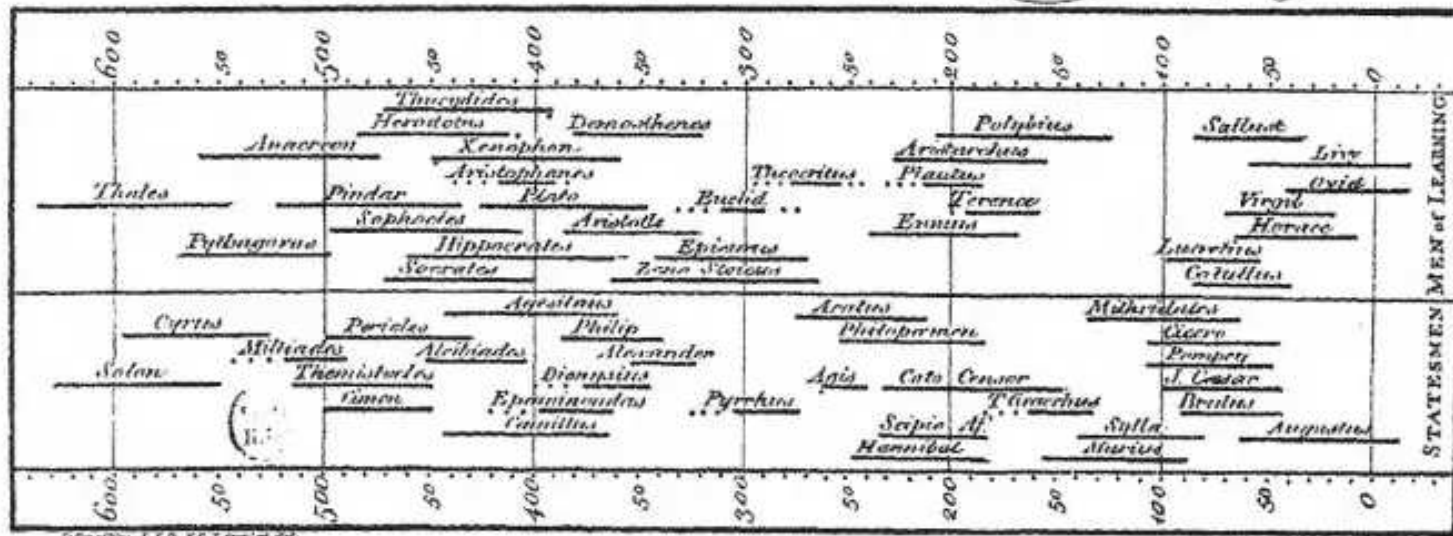 600 50 500 50 400 50 300 50 200 50 100 50 0
Thucydides
Herodotus Demosthenes Polybius Sallust
Anacreon Xenophon Aristarchus Liv
Aristophanes Theocritus Plautus
Thales Pindar Plato Euclid Terence Virgil Ovid
Sophocles Aristotle Ennius Horace
Pythagoras Hippocrates Epicurus Lucretius
Socrates Zeno Stoicus Catullus
MEN of LEARNING
Agesilaus Aratus Mithridates
Cyrus Pericles Philip Philopœmen Cicero
Miltiades Alcibiades Alexander Pompey
Solon Themistocles Dionysius Agis Cato Censor J. Cæsar
Cimon Epaminondas Pyrrhus T Gracchus Brutus
Camillus Scipio Af. Sylla Augustus
Hannibal Marius
STATESMEN
600 50 500 50 400 50 300 50 200 50 100 50 0